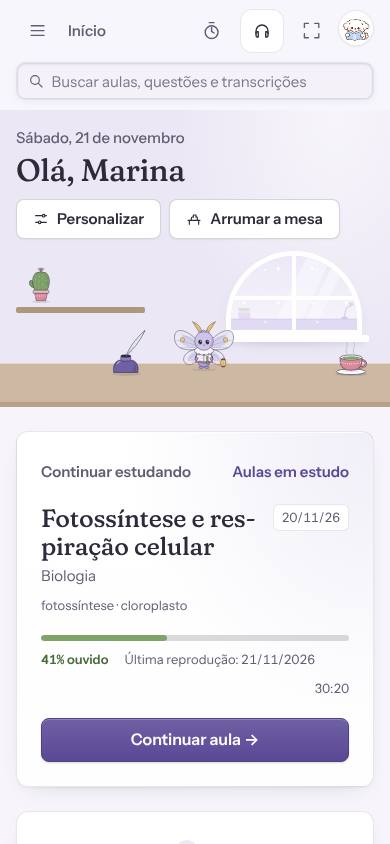 Início
Buscar aulas, questões e transcrições
Sábado, 21 de novembro
Olá, Marina
Personalizar
Arrumar a mesa
Continuar estudando
Aulas em estudo
Fotossíntese e res-
piração celular
20/11/26
Biologia
fotossíntese · cloroplasto
41% ouvido
Última reprodução: 21/11/2026
30:20
Continuar aula →